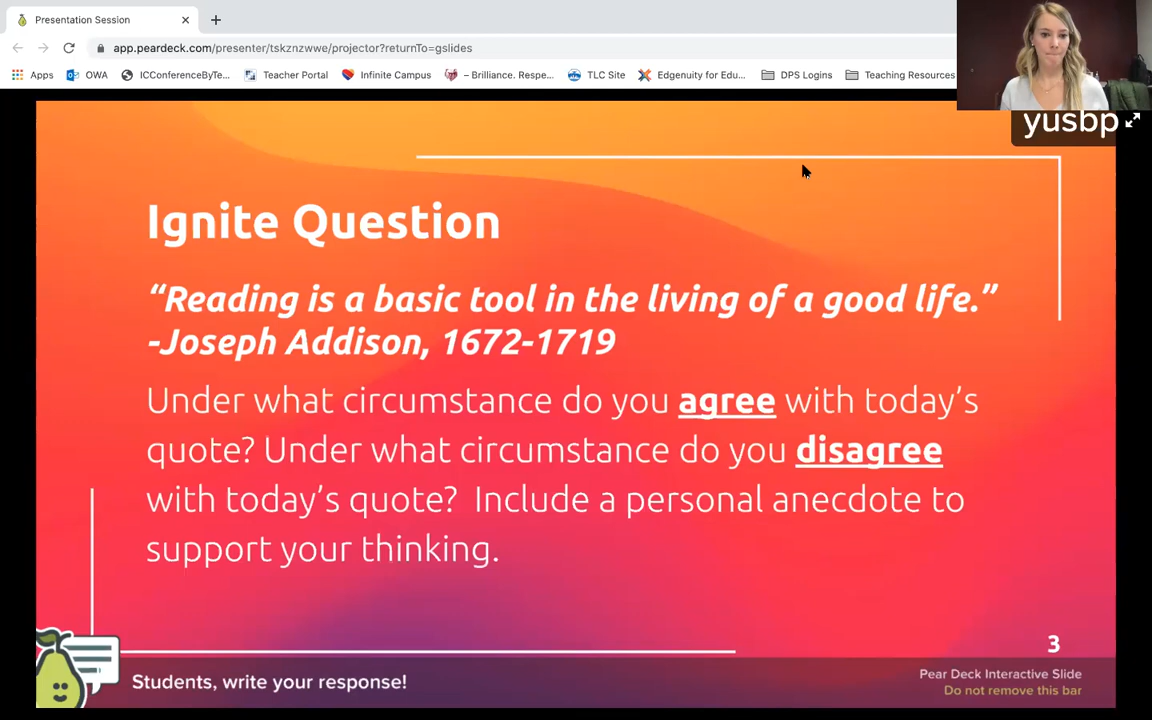 Presentation Session
app.peardeck.com/presenter/tskznzwwe/projector?returnTo=gslides
Apps OWA ICConferenceByTe... Teacher Portal Infinite Campus – Brilliance. Respe... TLC Site Edgenuity for Edu... DPS Logins Teaching Resources
yusbp
Ignite Question
“Reading is a basic tool in the living of a good life.”
-Joseph Addison, 1672-1719
Under what circumstance do you agree with today’s
quote? Under what circumstance do you disagree
with today’s quote? Include a personal anecdote to
support your thinking.
3
Students, write your response!
Pear Deck Interactive Slide
Do not remove this bar